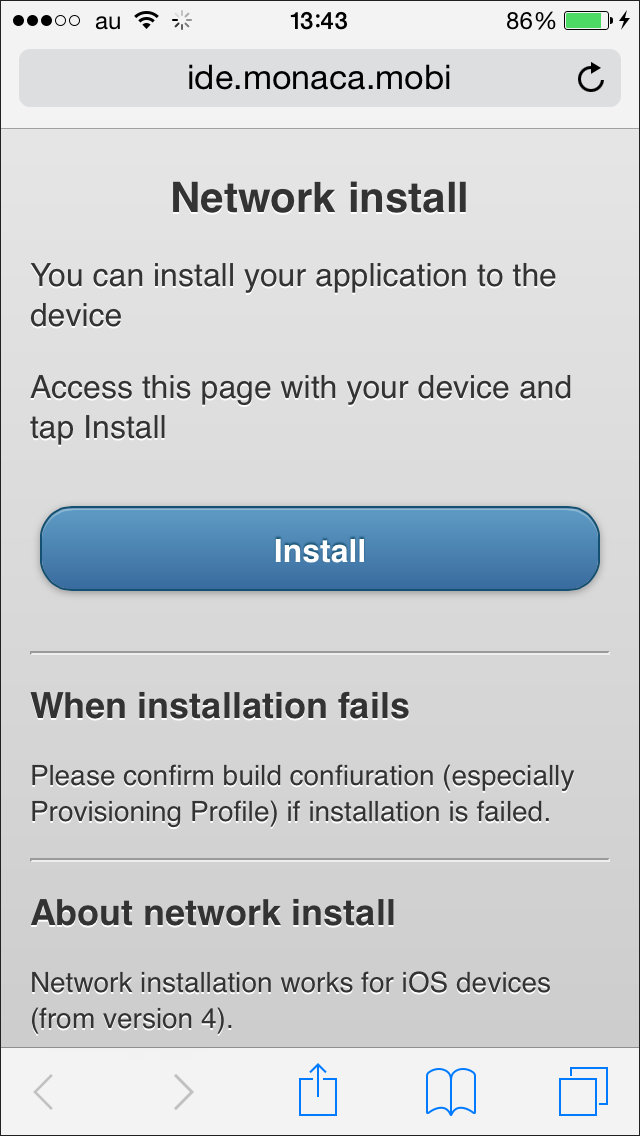 au 13:43 86%
ide.monaca.mobi
Network install
You can install your application to the
device
Access this page with your device and
tap Install
Install
When installation fails
Please confirm build confiuration (especially
Provisioning Profile) if installation is failed.
About network install
Network installation works for iOS devices
(from version 4).